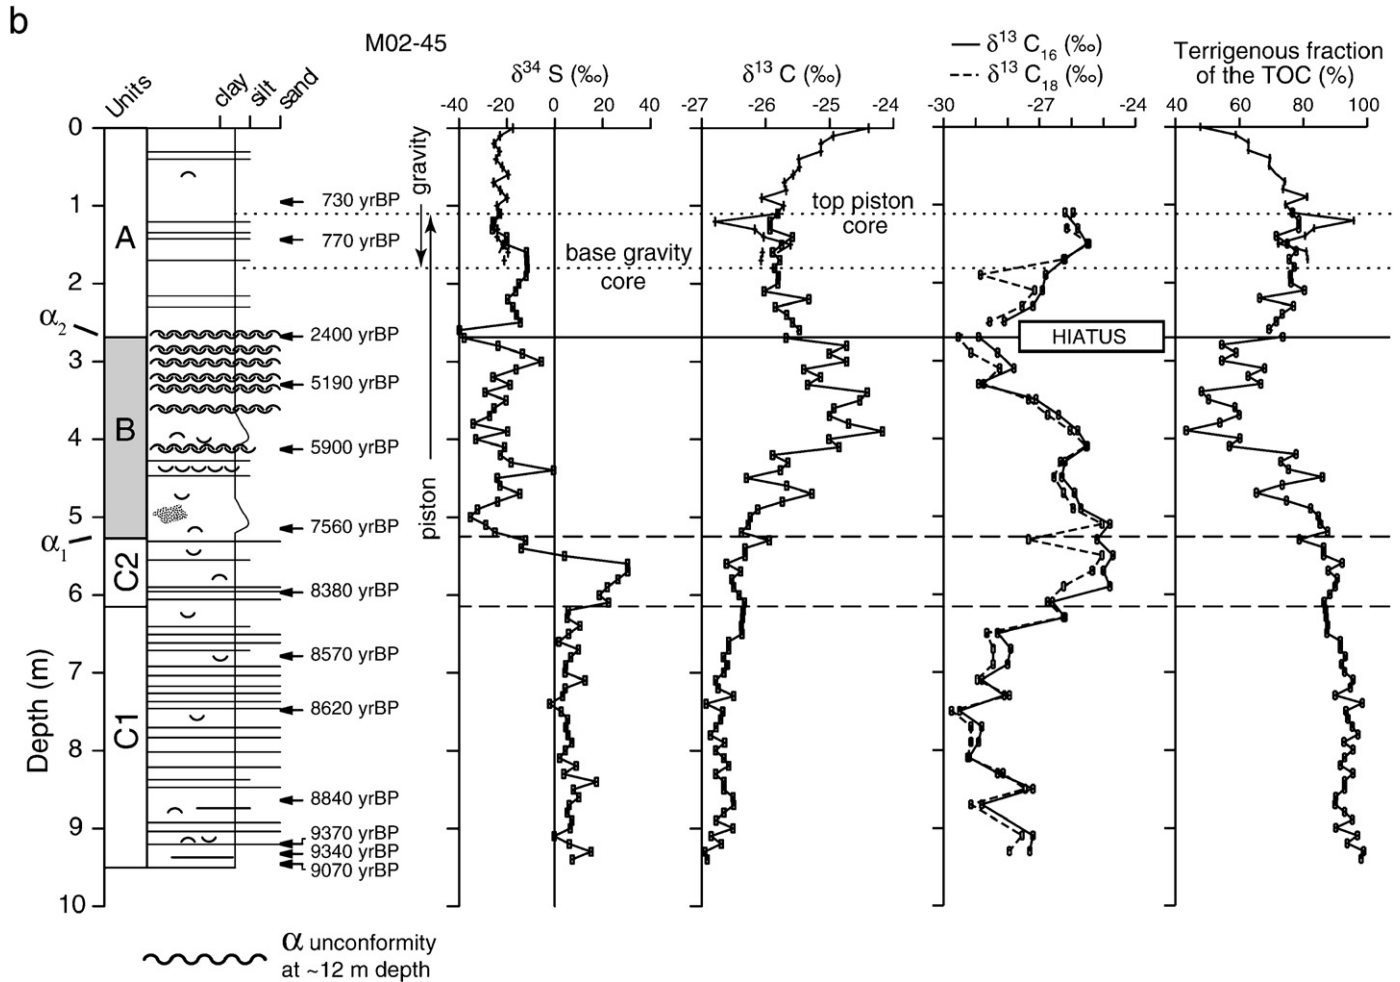 b
M02-45
Units
clay
silt
sand
δ³⁴ S (‰)
-40 -20 0 20 40
δ¹³ C (‰)
-27 -26 -25 -24
δ¹³ C₁₆ (‰)
δ¹³ C₁₈ (‰)
-30 -27 -24
Terrigenous fraction
of the TOC (%)
40 60 80 100
Depth (m)
0
1
2
3
4
5
6
7
8
9
10
A
B
C2
C1
α₂
α₁
730 yrBP
770 yrBP
2400 yrBP
5190 yrBP
5900 yrBP
7560 yrBP
8380 yrBP
8570 yrBP
8620 yrBP
8840 yrBP
9370 yrBP
9340 yrBP
9070 yrBP
gravity
piston
base gravity
core
top piston
core
HIATUS
α unconformity
at ~12 m depth